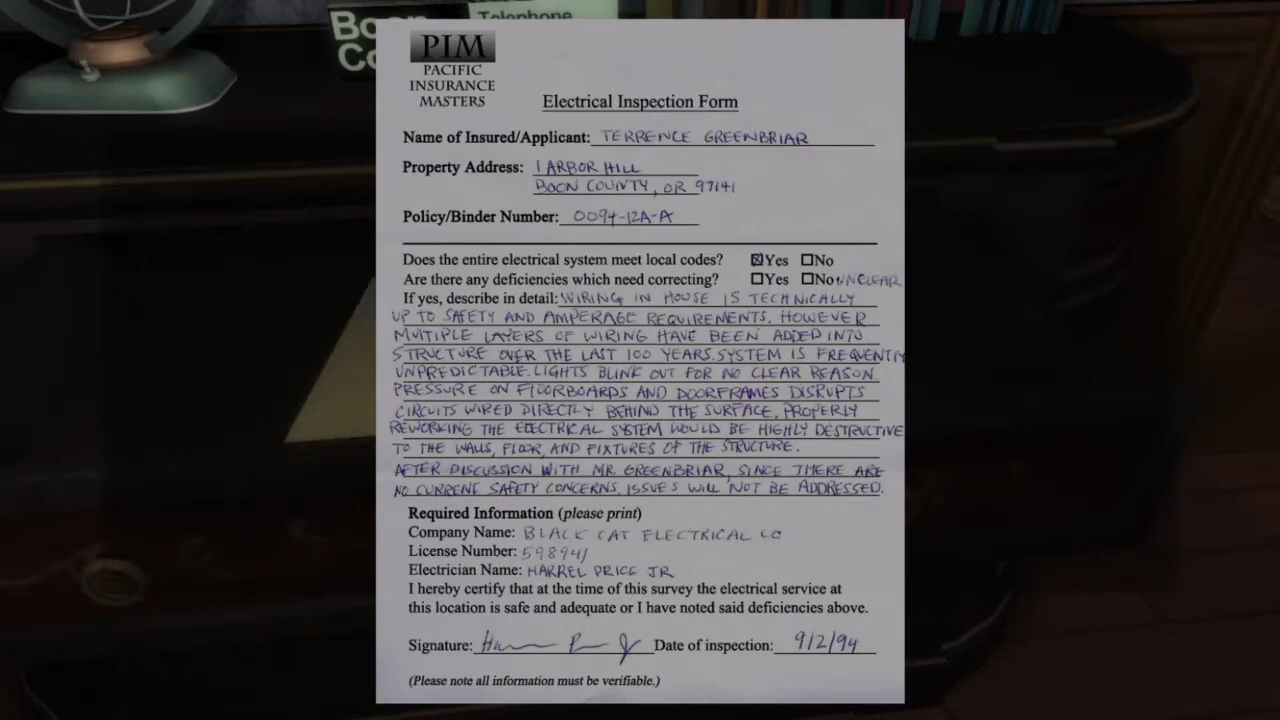 Telephone
PIM
PACIFIC
INSURANCE
MASTERS
Electrical Inspection Form
Name of Insured/Applicant: TERRENCE GREENBRIAR
Property Address: 1 ARBOR HILL
BOON COUNTY, OR 97141
Policy/Binder Number: 0094-12A-A
Does the entire electrical system meet local codes? ☒Yes ☐No
Are there any deficiencies which need correcting? ☐Yes ☐No UNCLEAR
If yes, describe in detail: WIRING IN HOUSE IS TECHNICALLY
UP TO SAFETY AND AMPERAGE REQUIREMENTS. HOWEVER
MULTIPLE LAYERS OF WIRING HAVE BEEN ADDED INTO
STRUCTURE OVER THE LAST 100 YEARS. SYSTEM IS FREQUENTLY
UNPREDICTABLE. LIGHTS BLINK OUT FOR NO CLEAR REASON.
PRESSURE ON FLOORBOARDS AND DOORFRAMES DISRUPTS
CIRCUITS WIRED DIRECTLY BEHIND THE SURFACE. PROPERLY
REWORKING THE ELECTRICAL SYSTEM WOULD BE HIGHLY DESTRUCTIVE
TO THE WALLS, FLOOR, AND FIXTURES OF THE STRUCTURE.
AFTER DISCUSSION WITH MR. GREENBRIAR, SINCE THERE ARE
NO CURRENT SAFETY CONCERNS, ISSUES WILL NOT BE ADDRESSED.
Required Information (please print)
Company Name: BLACK CAT ELECTRICAL CO
License Number: 598941
Electrician Name: HARREL PRICE JR
I hereby certify that at the time of this survey the electrical service at
this location is safe and adequate or I have noted said deficiencies above.
Signature: Date of inspection: 9/2/94
(Please note all information must be verifiable.)